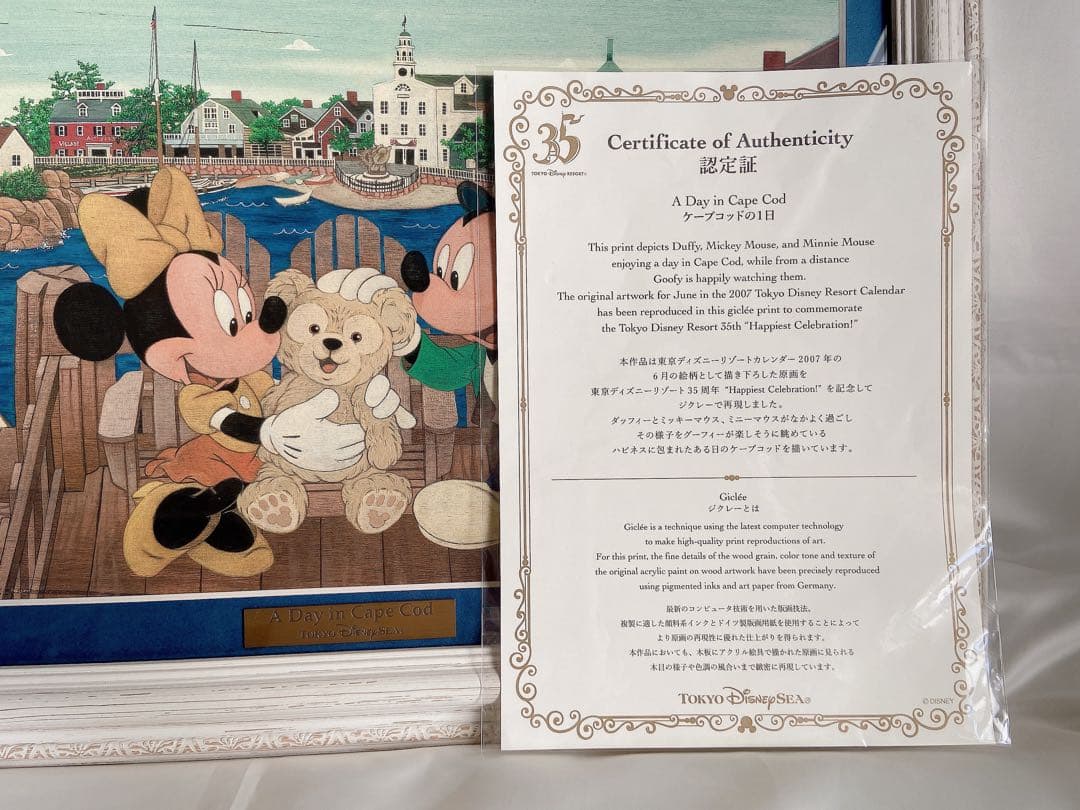 VILLAGE
A Day in Cape Cod
TOKYO DISNEYSEA
35
TOKYO DISNEY RESORT®
Certificate of Authenticity
認定証
A Day in Cape Cod
ケープコッドの1日
This print depicts Duffy, Mickey Mouse, and Minnie Mouse
enjoying a day in Cape Cod, while from a distance
Goofy is happily watching them.
The original artwork for June in the 2007 Tokyo Disney Resort Calendar
has been reproduced in this giclée print to commemorate
the Tokyo Disney Resort 35th “Happiest Celebration!”
本作品は東京ディズニーリゾートカレンダー2007年の
6月の絵柄として描き下ろした原画を
東京ディズニーリゾート35周年 “Happiest Celebration!” を記念して
ジクレーで再現しました。
ダッフィーとミッキーマウス、ミニーマウスがなかよく過ごし
その様子をグーフィーが楽しそうに眺めている
ハピネスに包まれたある日のケープコッドを描いています。
Giclée
ジクレーとは
Giclée is a technique using the latest computer technology
to make high-quality print reproductions of art.
For this print, the fine details of the wood grain, color tone and texture of
the original acrylic paint on wood artwork have been precisely reproduced
using pigmented inks and art paper from Germany.
最新のコンピュータ技術を用いた版画技法。
複製に適した顔料系インクとドイツ製版画用紙を使用することによって
より原画の再現性に優れた仕上がりを得られます。
本作品においても、木板にアクリル絵具で描かれた原画に見られる
木目の様子や色調の風合いまで緻密に再現しています。
TOKYO DISNEYSEA®
© DISNEY